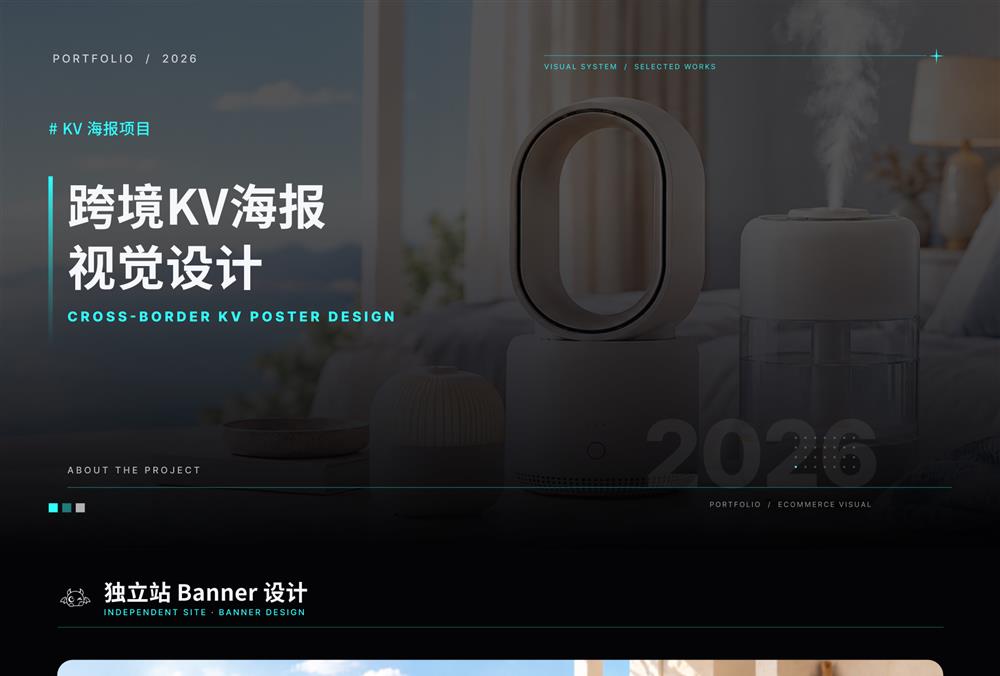 PORTFOLIO / 2026
VISUAL SYSTEM / SELECTED WORKS
# KV 海报项目
跨境KV海报
视觉设计
CROSS-BORDER KV POSTER DESIGN
2026
ABOUT THE PROJECT
PORTFOLIO / ECOMMERCE VISUAL
独立站 Banner 设计
INDEPENDENT SITE · BANNER DESIGN